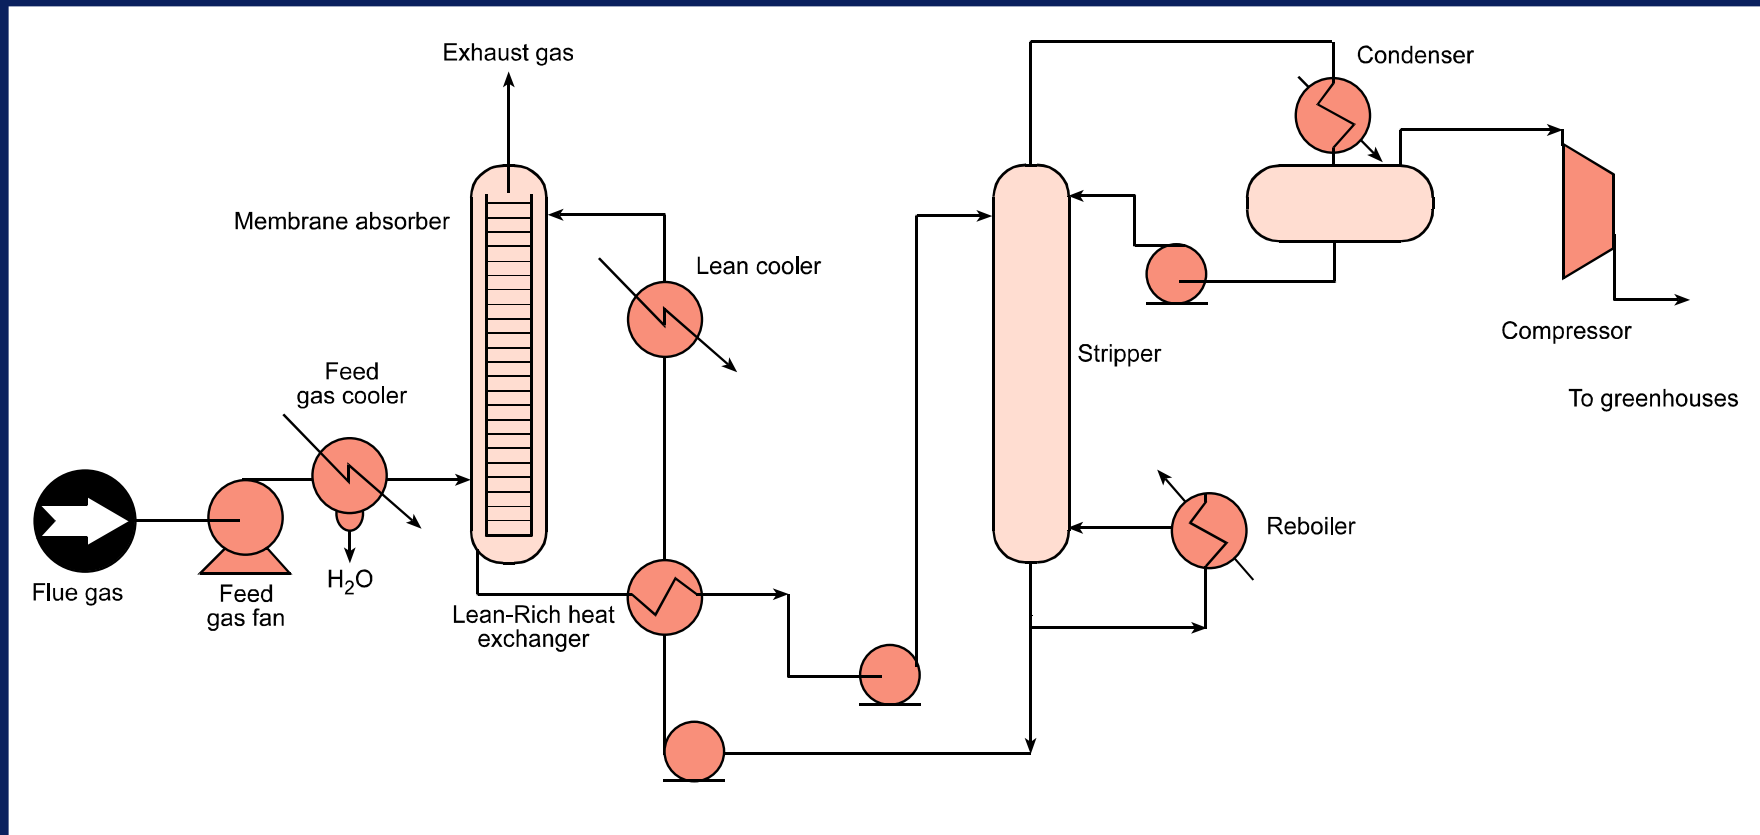 Exhaust gas
Condenser
Membrane absorber
Lean cooler
Compressor
Stripper
Feed
gas cooler
To greenhouses
Reboiler
Flue gas
Feed
gas fan
H₂O
Lean-Rich heat
exchanger